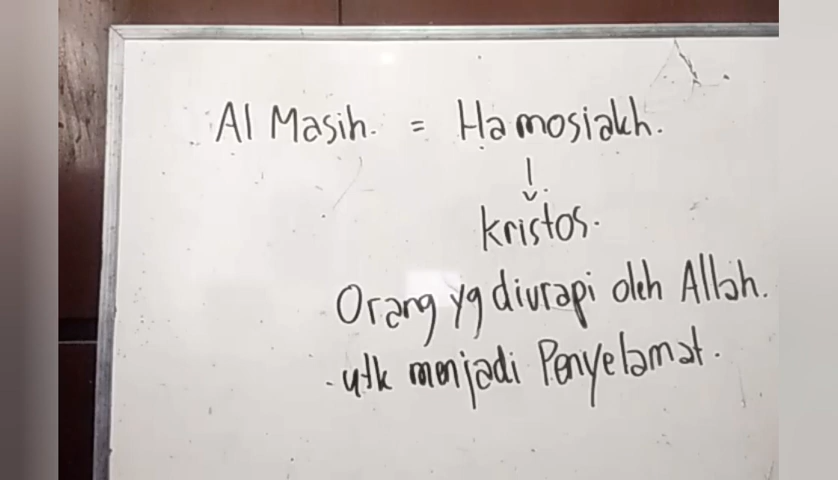 Al Masih. = Hamosiakh.
kristos.
Orang yg diurapi oleh Allah.
- utk menjadi Penyelamat.